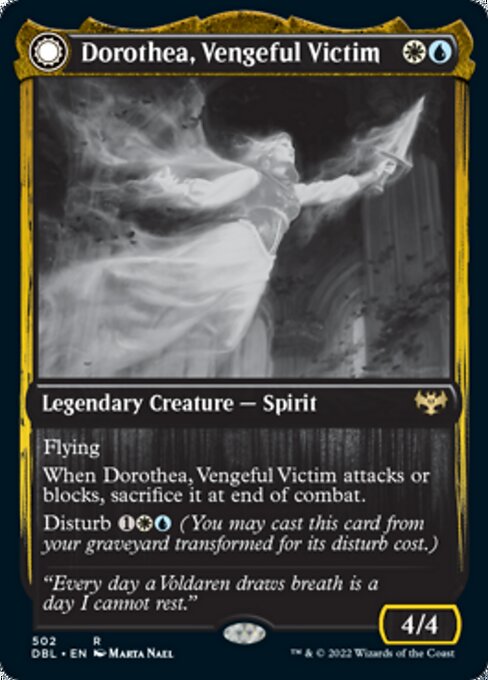 Dorothea, Vengeful Victim
Legendary Creature — Spirit
Flying
When Dorothea, Vengeful Victim attacks or
blocks, sacrifice it at end of combat.
Disturb 1 (You may cast this card from
your graveyard transformed for its disturb cost.)
“Every day a Voldaren draws breath is a
day I cannot rest.”
4/4
502 R
DBL • EN Marta Nael
™ & © 2022 Wizards of the Coast